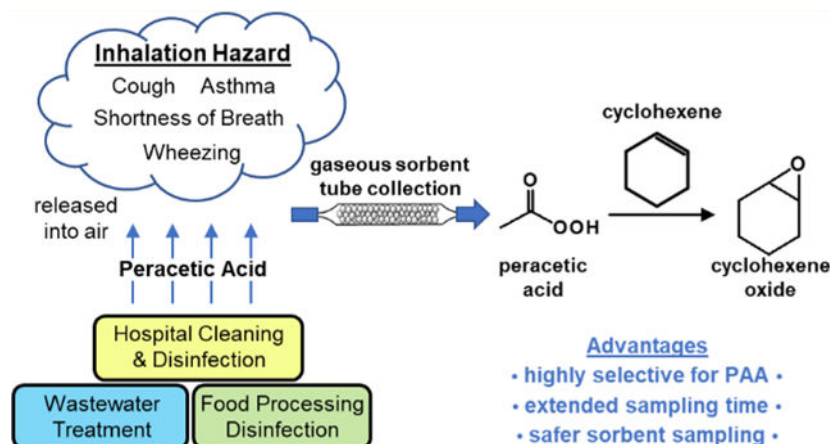 Inhalation Hazard
Cough Asthma
Shortness of Breath
Wheezing
released
into air
Peracetic Acid
Hospital Cleaning
& Disinfection
Wastewater
Treatment
Food Processing
Disinfection
gaseous sorbent
tube collection
O
OOH
peracetic
acid
cyclohexene
O
cyclohexene
oxide
Advantages
• highly selective for PAA •
• extended sampling time •
• safer sorbent sampling •